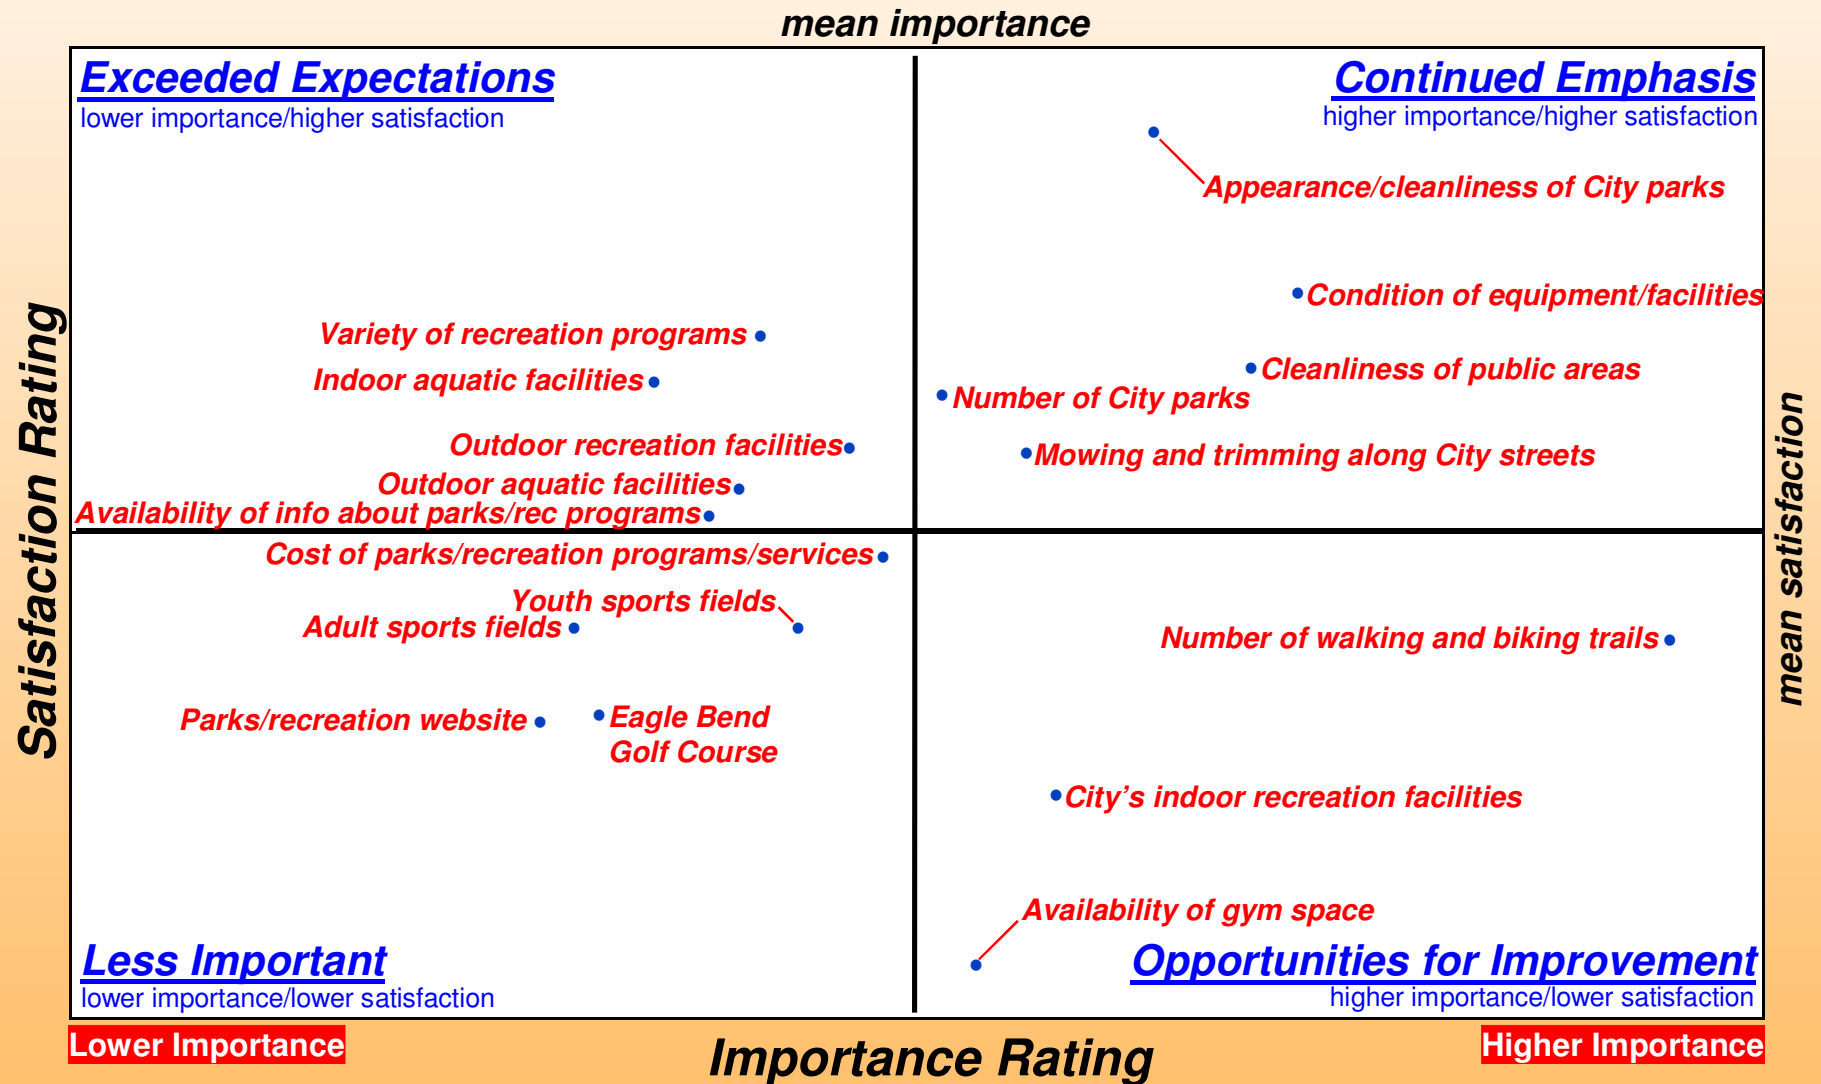 mean importance
Exceeded Expectations
lower importance/higher satisfaction
Continued Emphasis
higher importance/higher satisfaction
Appearance/cleanliness of City parks
Condition of equipment/facilities
Variety of recreation programs
Cleanliness of public areas
Indoor aquatic facilities
Number of City parks
Outdoor recreation facilities
Mowing and trimming along City streets
Outdoor aquatic facilities
Availability of info about parks/rec programs
Satisfaction Rating
mean satisfaction
Cost of parks/recreation programs/services
Youth sports fields
Adult sports fields
Number of walking and biking trails
Parks/recreation website
Eagle Bend
Golf Course
City’s indoor recreation facilities
Availability of gym space
Less Important
lower importance/lower satisfaction
Opportunities for Improvement
higher importance/lower satisfaction
Lower Importance
Importance Rating
Higher Importance